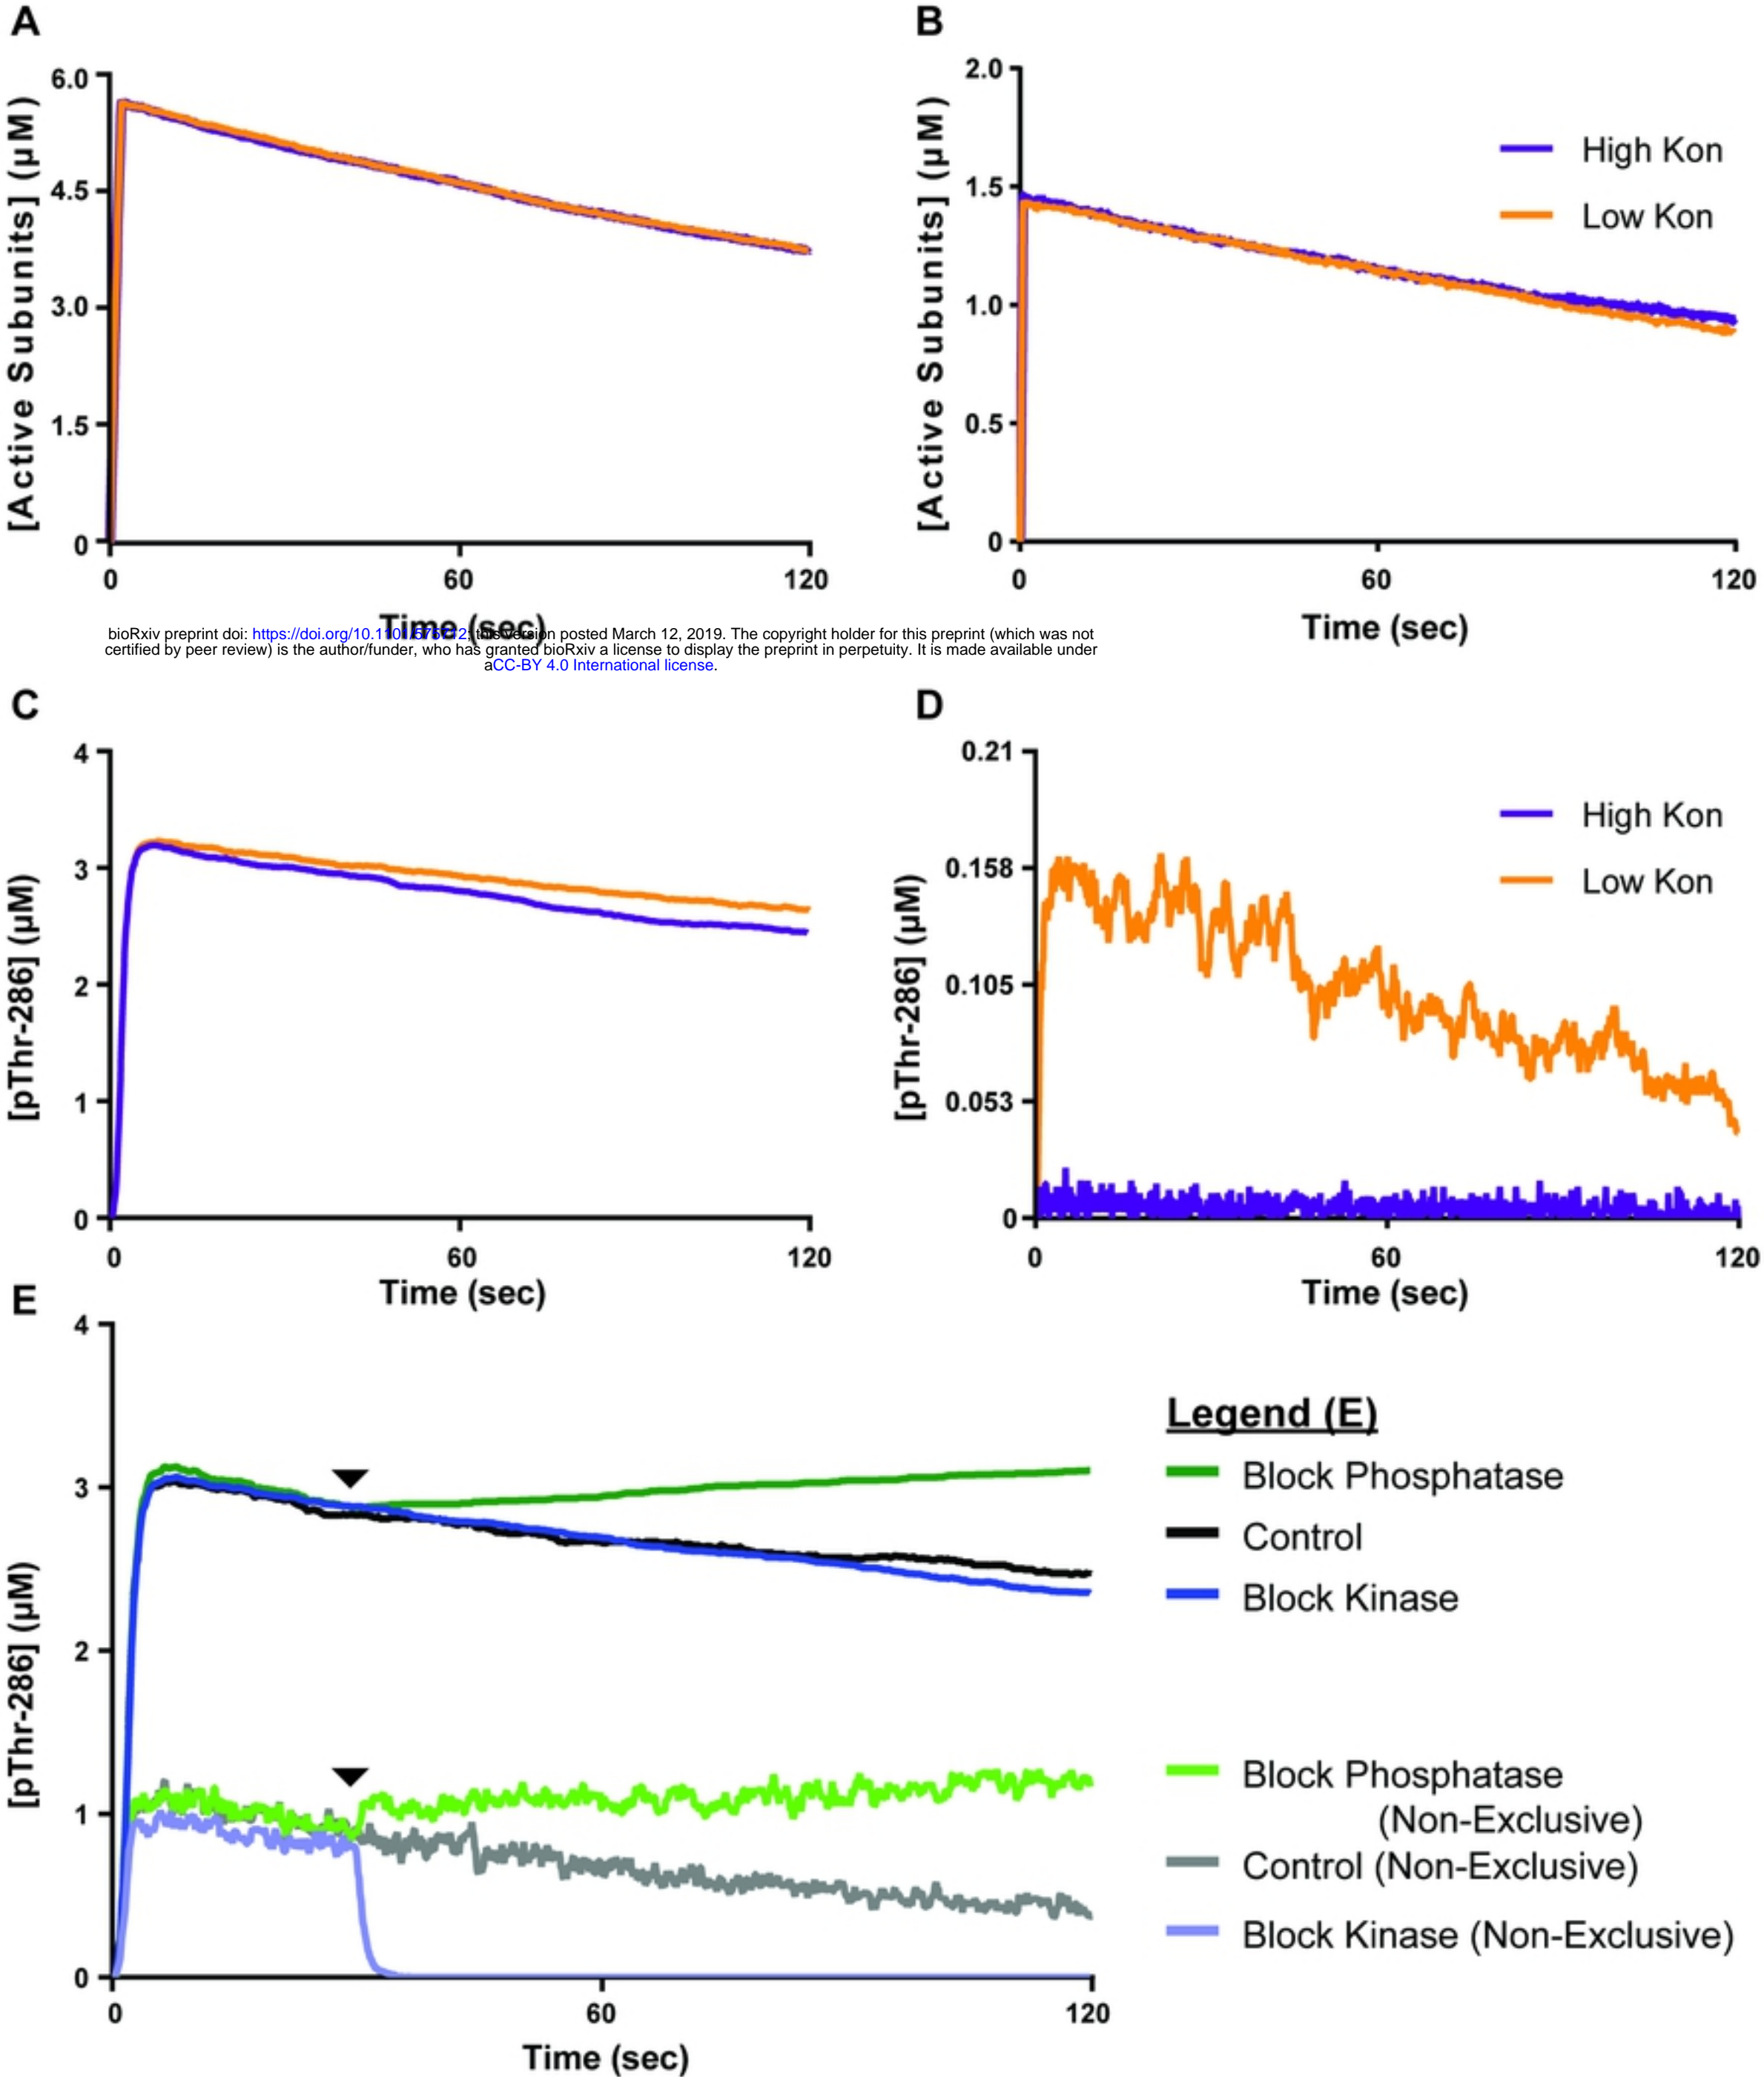 A
B
6.0
4.5
3.0
1.5
0
[Active Subunits] (µM)
0
60
120
Time (sec)
2.0
1.5
1.0
0.5
0
[Active Subunits] (µM)
High Kon
Low Kon
0
60
120
Time (sec)
bioRxiv preprint doi: https://doi.org/10.1101/ ; this version posted March 12, 2019. The copyright holder for this preprint (which was not
certified by peer review) is the author/funder, who has granted bioRxiv a license to display the preprint in perpetuity. It is made available under
aCC-BY 4.0 International license.
C
D
4
3
2
1
0
[pThr-286] (µM)
0
60
120
Time (sec)
0.21
0.158
0.105
0.053
0
[pThr-286] (µM)
High Kon
Low Kon
0
60
120
Time (sec)
E
4
3
2
1
0
[pThr-286] (µM)
0
60
120
Time (sec)
Legend (E)
Block Phosphatase
Control
Block Kinase
Block Phosphatase
(Non-Exclusive)
Control (Non-Exclusive)
Block Kinase (Non-Exclusive)